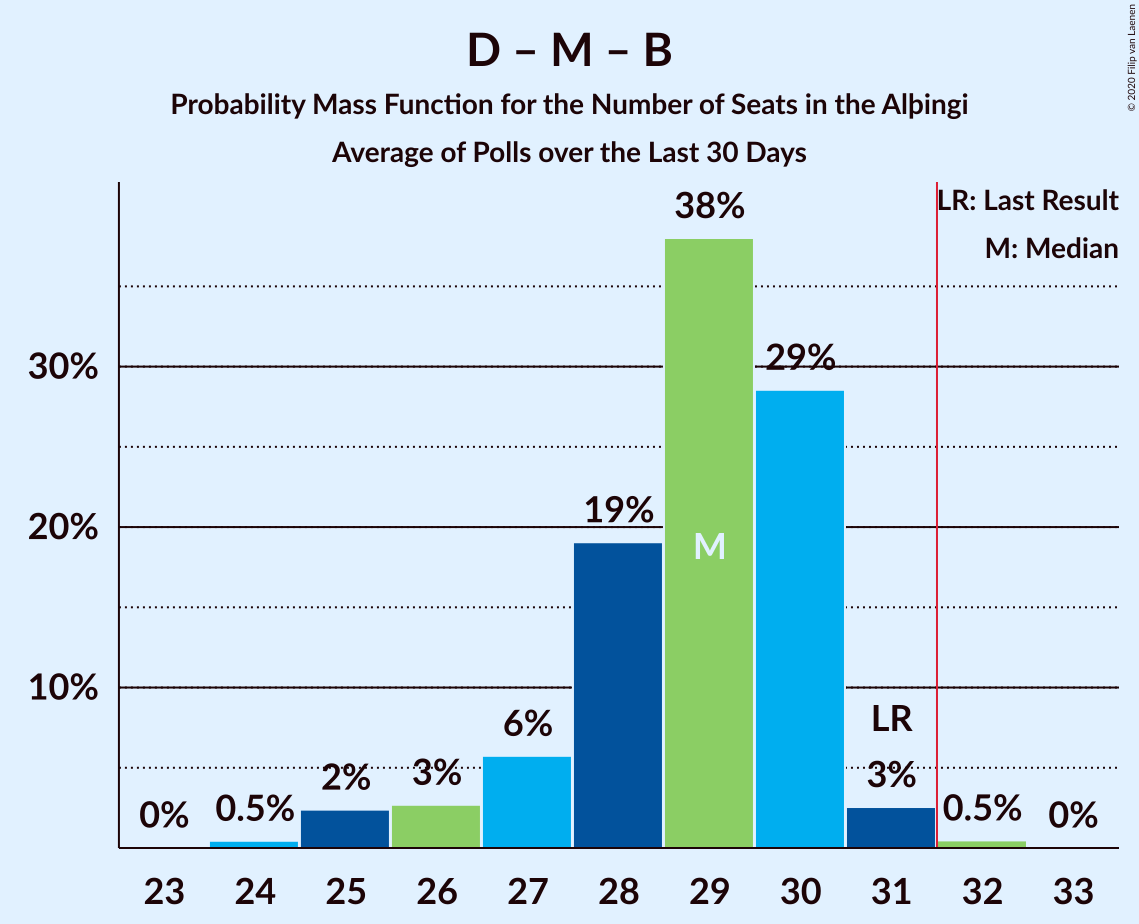 D – M – B
Probability Mass Function for the Number of Seats in the Alþingi
Average of Polls over the Last 30 Days
© 2020 Filip van Laenen
LR: Last Result
M: Median
38%
30%
29%
20%
19%
M
10%
LR
6%
2%
3%
3%
0%
0.5%
0.5%
0%
23 24 25 26 27 28 29 30 31 32 33